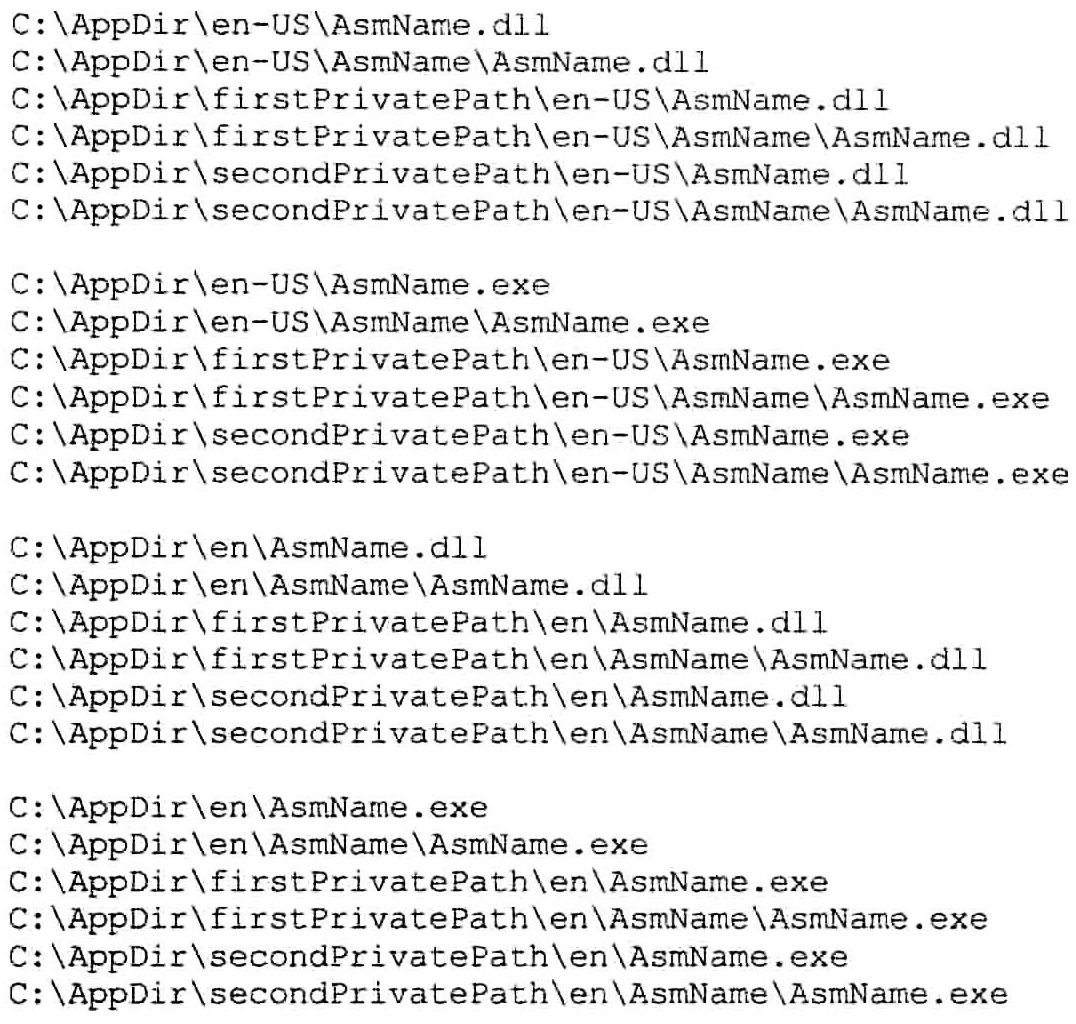 C:\AppDir\en-US\AsmName.dll
C:\AppDir\en-US\AsmName\AsmName.dll
C:\AppDir\firstPrivatePath\en-US\AsmName.dll
C:\AppDir\firstPrivatePath\en-US\AsmName\AsmName.dll
C:\AppDir\secondPrivatePath\en-US\AsmName.dll
C:\AppDir\secondPrivatePath\en-US\AsmName\AsmName.dll

C:\AppDir\en-US\AsmName.exe
C:\AppDir\en-US\AsmName\AsmName.exe
C:\AppDir\firstPrivatePath\en-US\AsmName.exe
C:\AppDir\firstPrivatePath\en-US\AsmName\AsmName.exe
C:\AppDir\secondPrivatePath\en-US\AsmName.exe
C:\AppDir\secondPrivatePath\en-US\AsmName\AsmName.exe

C:\AppDir\en\AsmName.dll
C:\AppDir\en\AsmName\AsmName.dll
C:\AppDir\firstPrivatePath\en\AsmName.dll
C:\AppDir\firstPrivatePath\en\AsmName\AsmName.dll
C:\AppDir\secondPrivatePath\en\AsmName.dll
C:\AppDir\secondPrivatePath\en\AsmName\AsmName.dll

C:\AppDir\en\AsmName.exe
C:\AppDir\en\AsmName\AsmName.exe
C:\AppDir\firstPrivatePath\en\AsmName.exe
C:\AppDir\firstPrivatePath\en\AsmName\AsmName.exe
C:\AppDir\secondPrivatePath\en\AsmName.exe
C:\AppDir\secondPrivatePath\en\AsmName\AsmName.exe